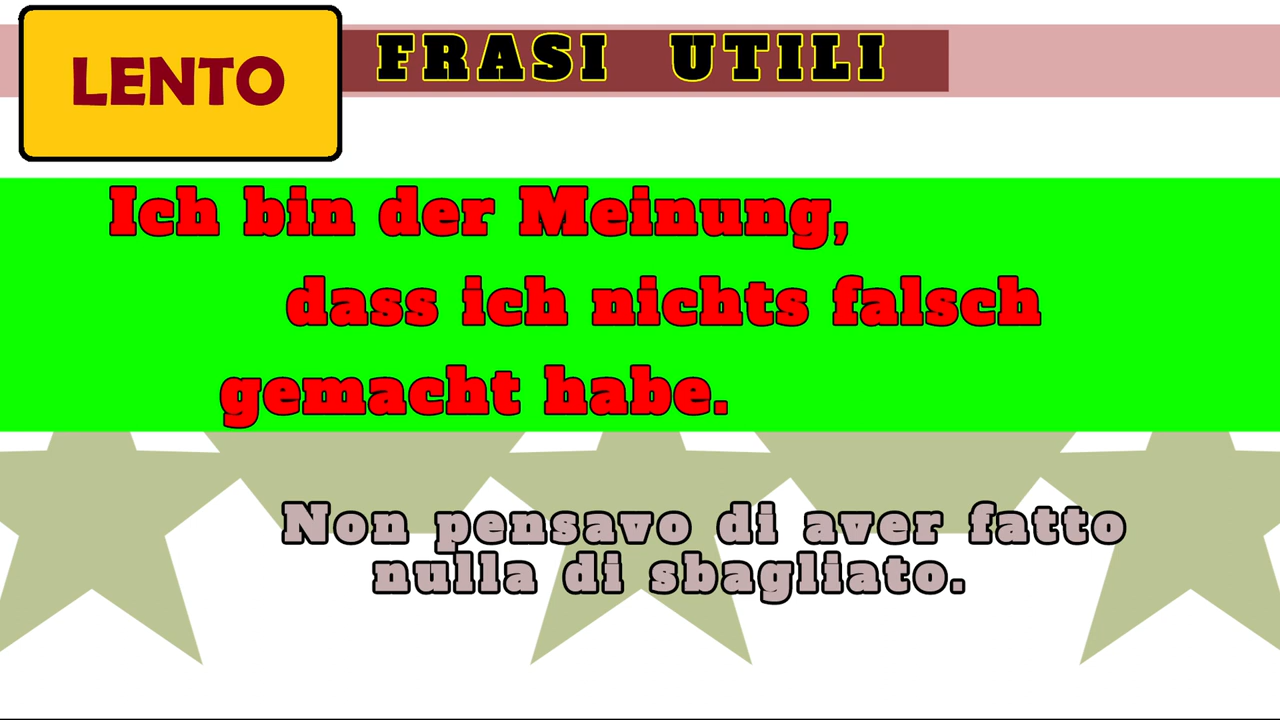 LENTO
FRASI UTILI
Ich bin der Meinung,
dass ich nichts falsch
gemacht habe.
Non pensavo di aver fatto
nulla di sbagliato.